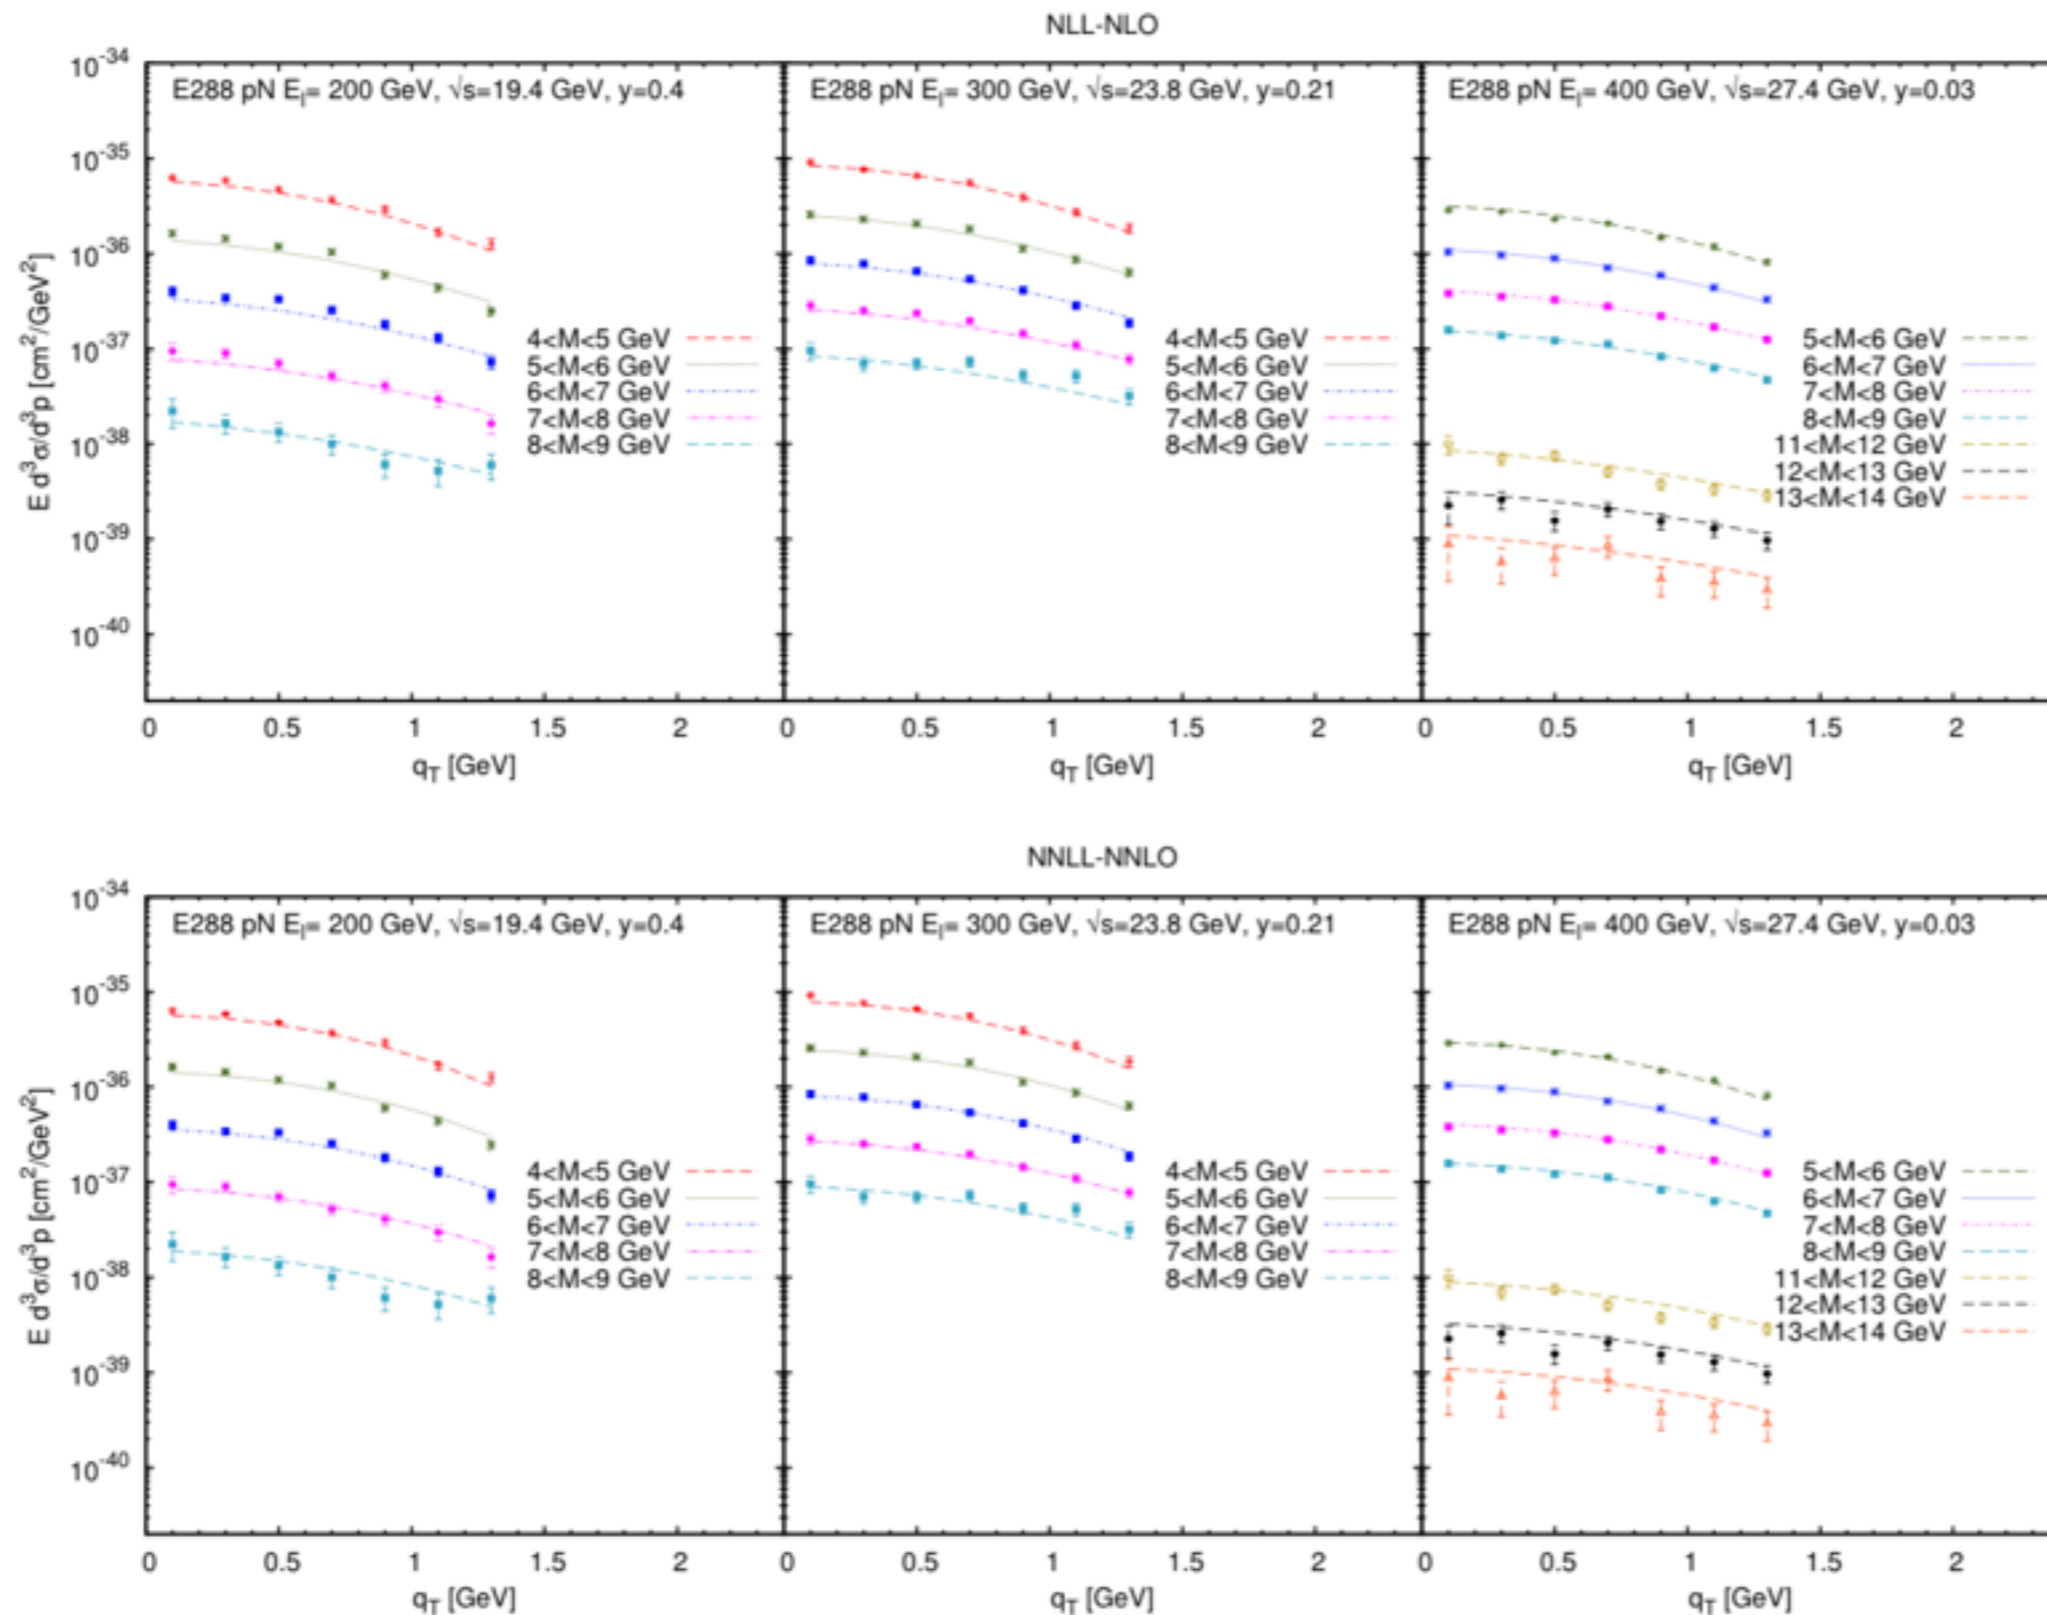 NLL-NLO
E288 pN E_l= 200 GeV, √s=19.4 GeV, y=0.4
E288 pN E_l= 300 GeV, √s=23.8 GeV, y=0.21
E288 pN E_l= 400 GeV, √s=27.4 GeV, y=0.03
E d³σ/d³p [cm²/GeV²]
10⁻³⁴
10⁻³⁵
10⁻³⁶
10⁻³⁷
10⁻³⁸
10⁻³⁹
10⁻⁴⁰
4<M<5 GeV
5<M<6 GeV
6<M<7 GeV
7<M<8 GeV
8<M<9 GeV
4<M<5 GeV
5<M<6 GeV
6<M<7 GeV
7<M<8 GeV
8<M<9 GeV
5<M<6 GeV
6<M<7 GeV
7<M<8 GeV
8<M<9 GeV
11<M<12 GeV
12<M<13 GeV
13<M<14 GeV
0 0.5 1 1.5 2
0 0.5 1 1.5 2
0 0.5 1 1.5 2
q_T [GeV]
q_T [GeV]
q_T [GeV]
NNLL-NNLO
E288 pN E_l= 200 GeV, √s=19.4 GeV, y=0.4
E288 pN E_l= 300 GeV, √s=23.8 GeV, y=0.21
E288 pN E_l= 400 GeV, √s=27.4 GeV, y=0.03
E d³σ/d³p [cm²/GeV²]
10⁻³⁴
10⁻³⁵
10⁻³⁶
10⁻³⁷
10⁻³⁸
10⁻³⁹
10⁻⁴⁰
4<M<5 GeV
5<M<6 GeV
6<M<7 GeV
7<M<8 GeV
8<M<9 GeV
4<M<5 GeV
5<M<6 GeV
6<M<7 GeV
7<M<8 GeV
8<M<9 GeV
5<M<6 GeV
6<M<7 GeV
7<M<8 GeV
8<M<9 GeV
11<M<12 GeV
12<M<13 GeV
13<M<14 GeV
0 0.5 1 1.5 2
0 0.5 1 1.5 2
0 0.5 1 1.5 2
q_T [GeV]
q_T [GeV]
q_T [GeV]